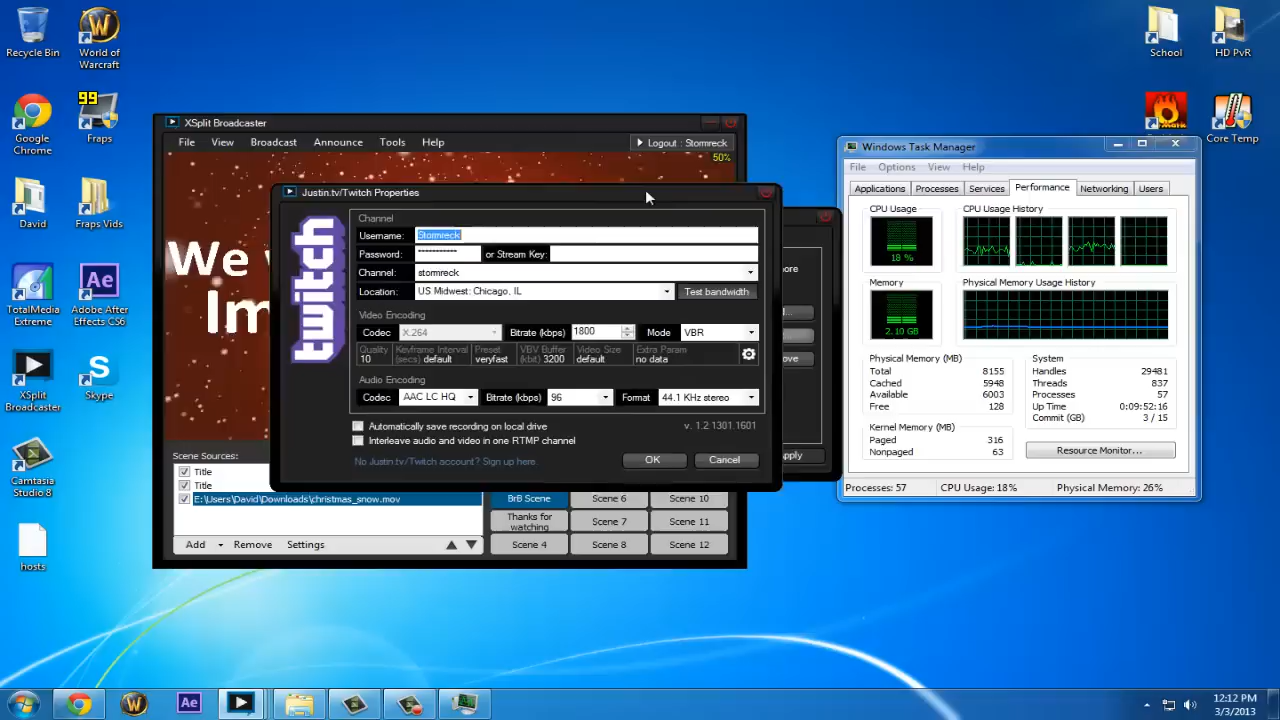 Recycle Bin
World of
Warcraft
Google
Chrome
99
Fraps
David
Fraps Vids
TotalMedia
Extreme
Ae
Adobe After
Effects CS6
XSplit
Broadcaster
S
Skype
Camtasia
Studio 8
hosts
School
HD PvR
Core Temp
XSplit Broadcaster
File View Broadcast Announce Tools Help
Logout : Stomreck
50%
We w
Im
Justin.tv/Twitch Properties
twitch
Channel
Username: Stomreck
Password: ************ or Stream Key:
Channel: stomreck
Location: US Midwest: Chicago, IL Test bandwidth
Video Encoding
Codec X.264 Bitrate (kbps) 1800 Mode VBR
Quality 10
Keyframe Interval (secs) default
Preset veryfast
VBV Buffer (kbit) 3200
Video Size default
Extra Param no data
Audio Encoding
Codec AAC LC HQ Bitrate (kbps) 96 Format 44.1 KHz stereo
Automatically save recording on local drive v. 1.2.1301.1601
Interleave audio and video in one RTMP channel
No Justin.tv/Twitch account? Sign up here.
OK Cancel
Scene Sources:
Title
Title
E:\Users\David\Downloads\christmas_snow.mov
Add Remove Settings
BrB Scene Scene 6 Scene 10
Thanks for watching Scene 7 Scene 11
Scene 4 Scene 8 Scene 12
Windows Task Manager
File Options View Help
Applications Processes Services Performance Networking Users
CPU Usage CPU Usage History
18 %
Memory Physical Memory Usage History
2.10 GB
Physical Memory (MB)
Total 8155
Cached 5948
Available 6003
Free 128
Kernel Memory (MB)
Paged 316
Nonpaged 63
System
Handles 29481
Threads 837
Processes 57
Up Time 0:09:52:16
Commit (GB) 3 / 15
Resource Monitor...
Processes: 57 CPU Usage: 18% Physical Memory: 26%
Ae
12:12 PM
3/3/2013